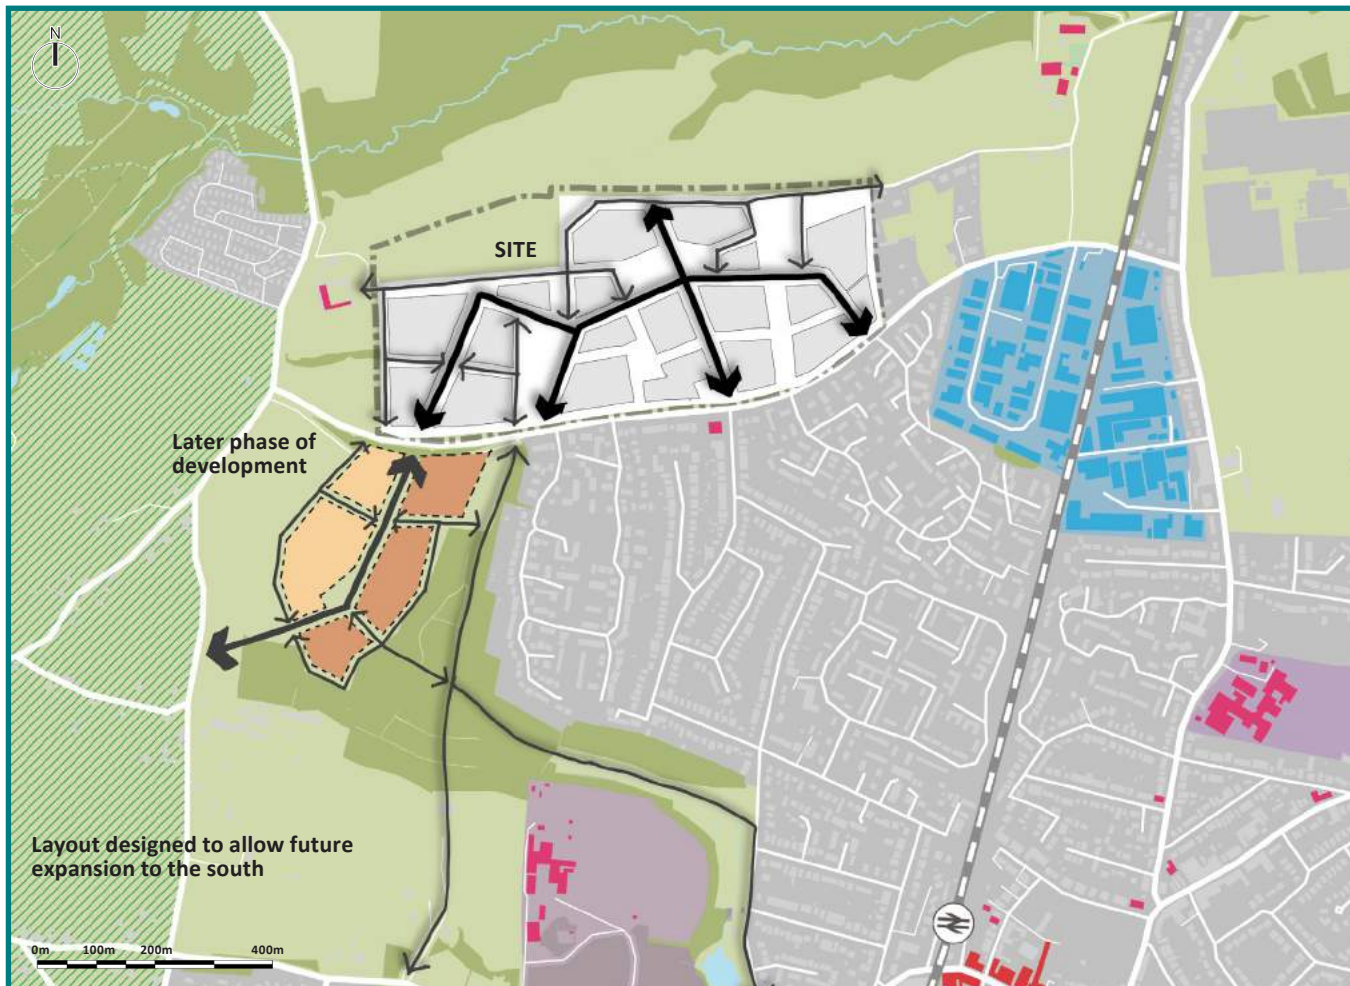 N
SITE
Later phase of
development
Layout designed to allow future
expansion to the south
0m 100m 200m 400m